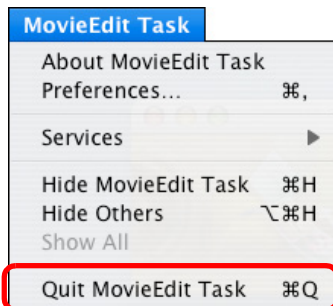 MovieEdit Task
About MovieEdit Task
Preferences... ⌘,
Services
Hide MovieEdit Task ⌘H
Hide Others ⌥⌘H
Show All
Quit MovieEdit Task ⌘Q